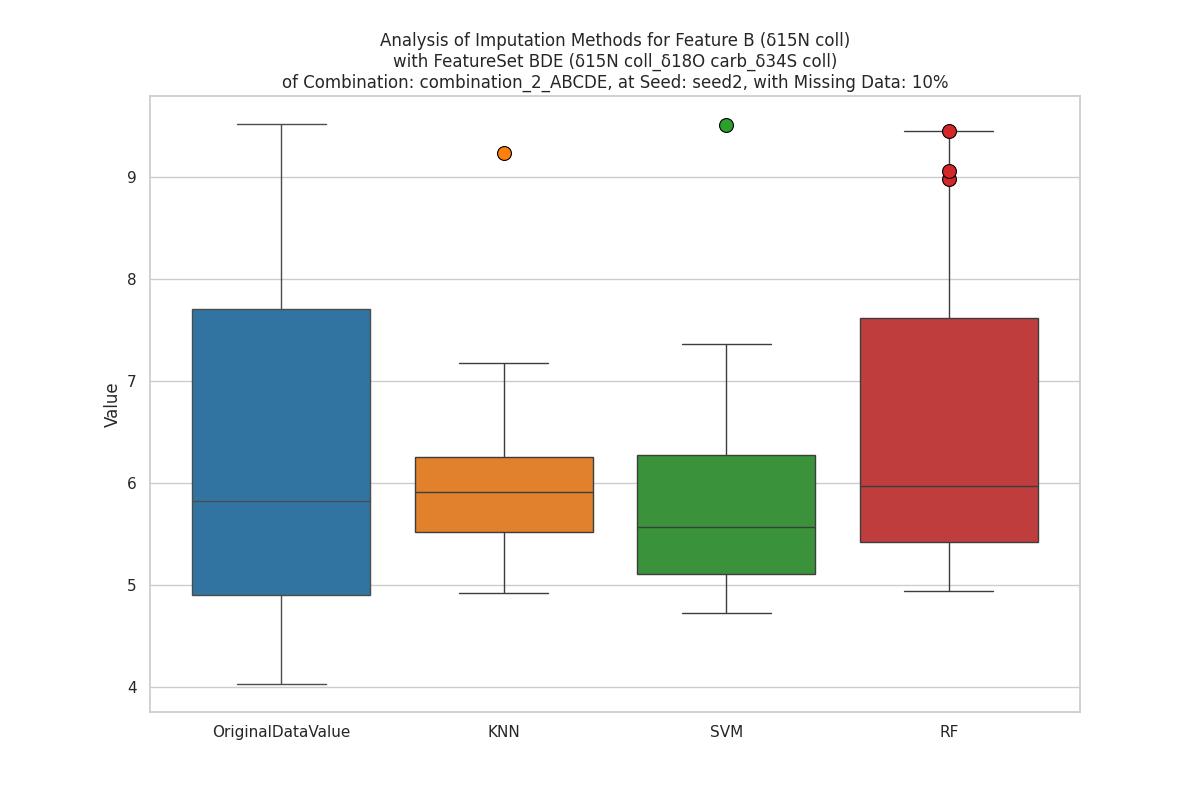 Analysis of Imputation Methods for Feature B (δ15N coll)
with FeatureSet BDE (δ15N coll_δ18O carb_δ34S coll)
of Combination: combination_2_ABCDE, at Seed: seed2, with Missing Data: 10%
9
8
7
6
5
4
Value
OriginalDataValue
KNN
SVM
RF